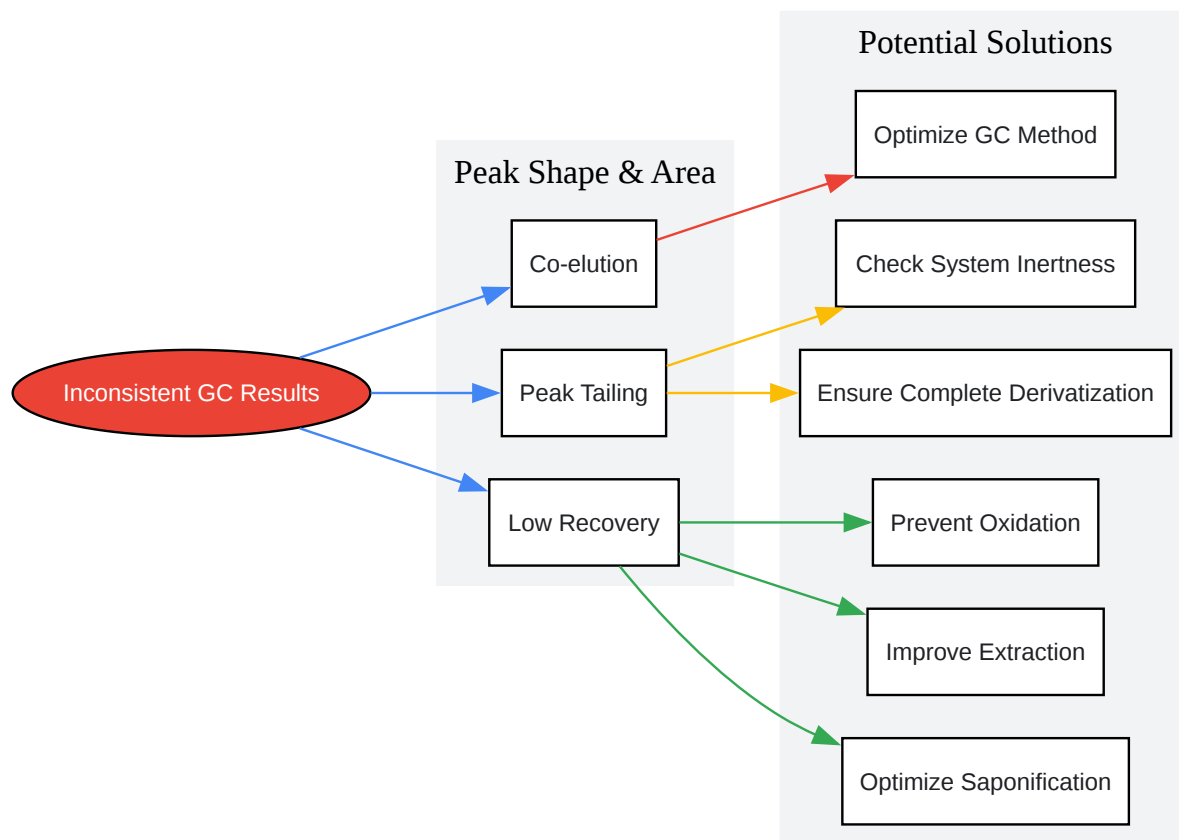 Inconsistent GC Results
Peak Shape & Area
Co-elution
Peak Tailing
Low Recovery
Potential Solutions
Optimize GC Method
Check System Inertness
Ensure Complete Derivatization
Prevent Oxidation
Improve Extraction
Optimize Saponification